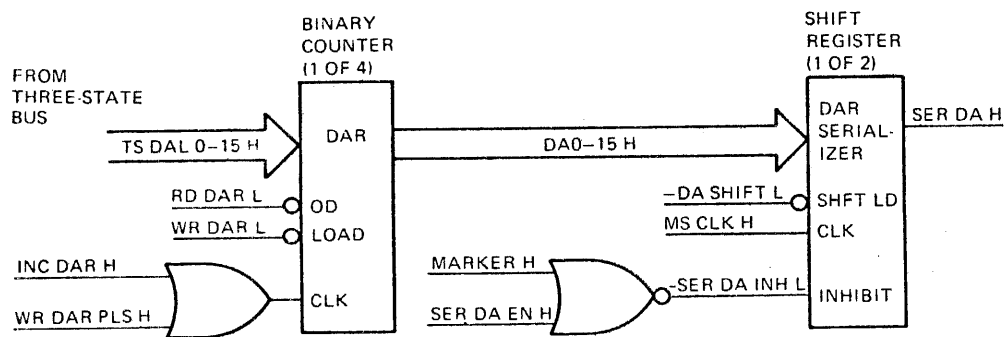 BINARY
COUNTER
(1 OF 4)
SHIFT
REGISTER
(1 OF 2)
FROM
THREE-STATE
BUS
TS DAL 0-15 H
DAR
DA0-15 H
DAR
SERIAL-
IZER
SER DA H
RD DAR L
OD
WR DAR L
LOAD
-DA SHIFT L
SHFT LD
MS CLK H
CLK
INC DAR H
WR DAR PLS H
CLK
MARKER H
SER DA EN H
-SER DA INH L
INHIBIT